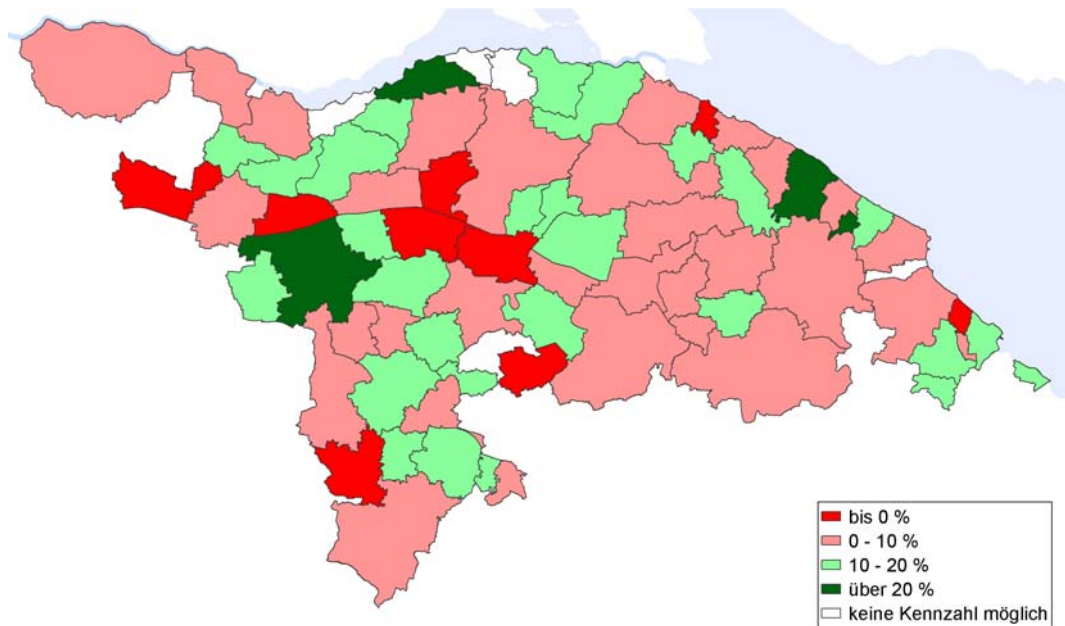 bis 0 %
0 - 10 %
10 - 20 %
über 20 %
keine Kennzahl möglich